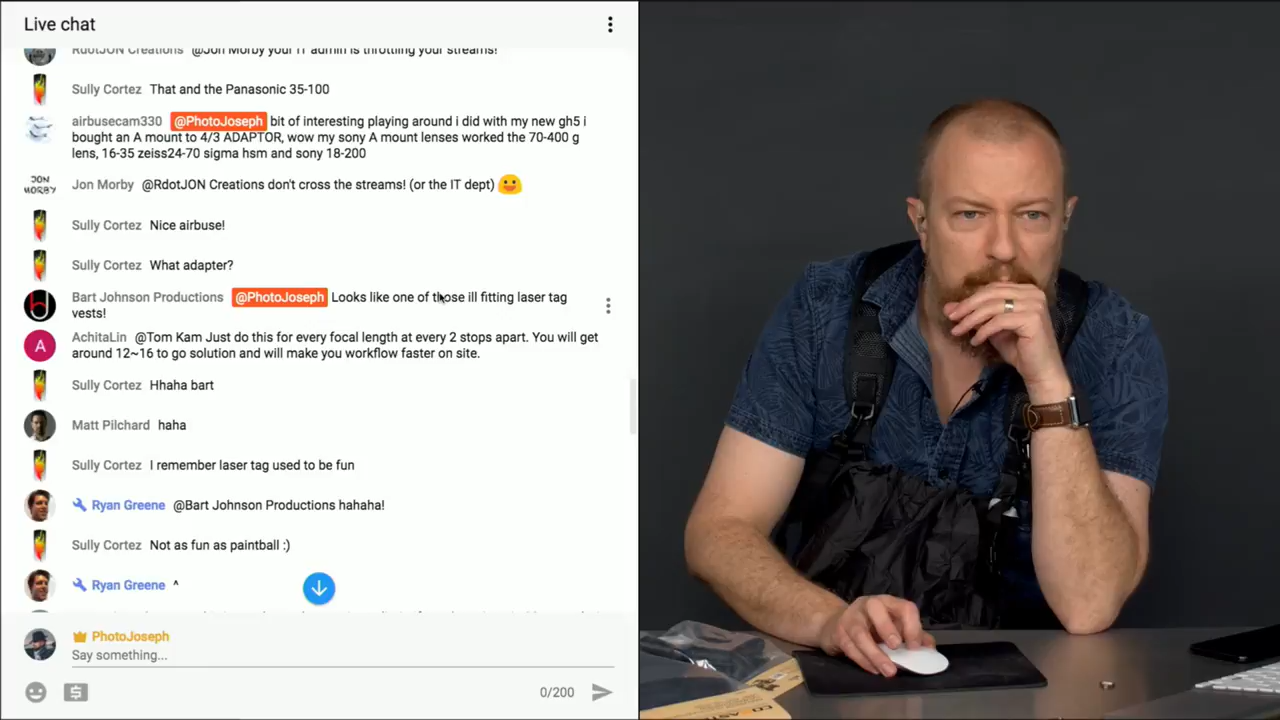 Live chat
RdotJON Creations @Jon Morby your IT admin is throttling your streams!
Sully Cortez That and the Panasonic 35-100
airbusecam330 @PhotoJoseph bit of interesting playing around i did with my new gh5 i
bought an A mount to 4/3 ADAPTOR, wow my sony A mount lenses worked the 70-400 g
lens, 16-35 zeiss24-70 sigma hsm and sony 18-200
JON
MORBY
Jon Morby @RdotJON Creations don't cross the streams! (or the IT dept) 😀
Sully Cortez Nice airbuse!
Sully Cortez What adapter?
Bart Johnson Productions @PhotoJoseph Looks like one of those ill fitting laser tag
vests!
A
AchitaLin @Tom Kam Just do this for every focal length at every 2 stops apart. You will get
around 12~16 to go solution and will make you workflow faster on site.
Sully Cortez Hhaha bart
Matt Pilchard haha
Sully Cortez I remember laser tag used to be fun
Ryan Greene @Bart Johnson Productions hahaha!
Sully Cortez Not as fun as paintball :)
Ryan Greene ^
PhotoJoseph
Say something...
$
0/200